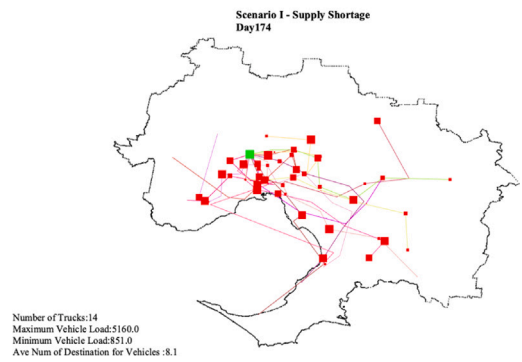 Scenario I - Supply Shortage
Day174
Number of Trucks:14
Maximum Vehicle Load:5160.0
Minimum Vehicle Load:851.0
Ave Num of Destination for Vehicles :8.1